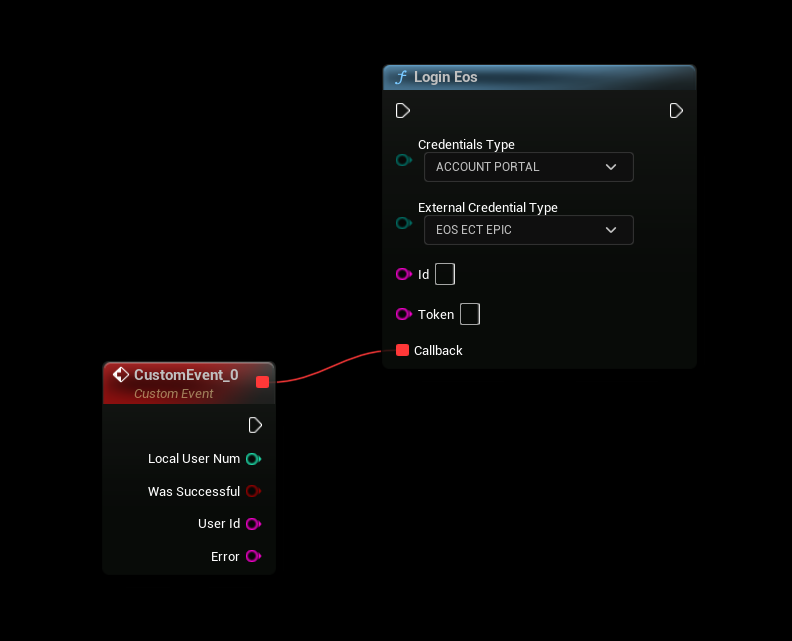 Login Eos
Credentials Type
ACCOUNT PORTAL
External Credential Type
EOS ECT EPIC
Id
Token
Callback
CustomEvent_0
Custom Event
Local User Num
Was Successful
User Id
Error